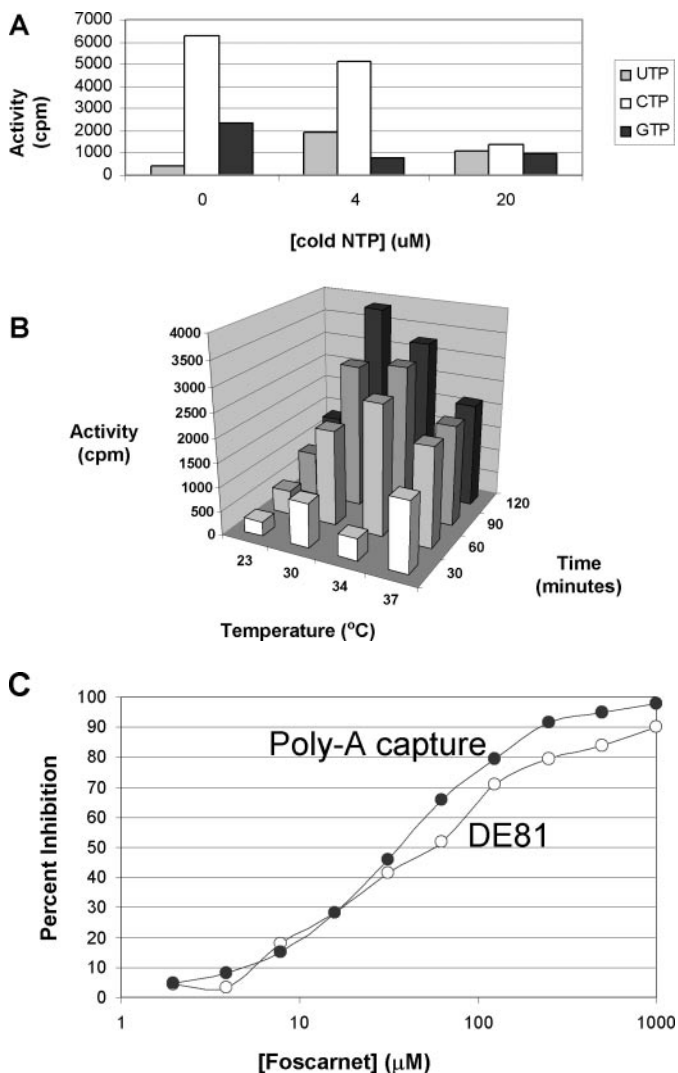 A
7000
6000
5000
4000
3000
2000
1000
0
Activity
(cpm)
0 4 20
[cold NTP] (uM)
UTP
CTP
GTP
B
4000
3500
3000
2500
2000
1500
1000
500
0
Activity
(cpm)
23
30
34
37
Temperature (°C)
120
90
60
30
Time
(minutes)
C
100
90
80
70
60
50
40
30
20
10
0
Percent Inhibition
Poly-A capture
DE81
1 10 100 1000
[Foscarnet] (μM)